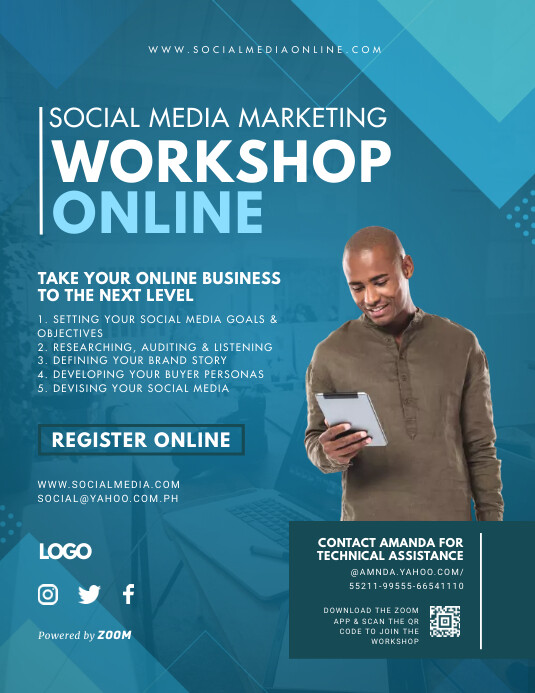 WWW.SOCIALMEDIAONLINE.COM
SOCIAL MEDIA MARKETING
WORKSHOP
ONLINE
TAKE YOUR ONLINE BUSINESS
TO THE NEXT LEVEL
1. SETTING YOUR SOCIAL MEDIA GOALS &
OBJECTIVES
2. RESEARCHING, AUDITING & LISTENING
3. DEFINING YOUR BRAND STORY
4. DEVELOPING YOUR BUYER PERSONAS
5. DEVISING YOUR SOCIAL MEDIA
REGISTER ONLINE
WWW.SOCIALMEDIA.COM
SOCIAL@YAHOO.COM.PH
LOGO
Powered by ZOOM
CONTACT AMANDA FOR
TECHNICAL ASSISTANCE
@AMNDA.YAHOO.COM/
55211-99555-66541110
DOWNLOAD THE ZOOM
APP & SCAN THE QR
CODE TO JOIN THE
WORKSHOP